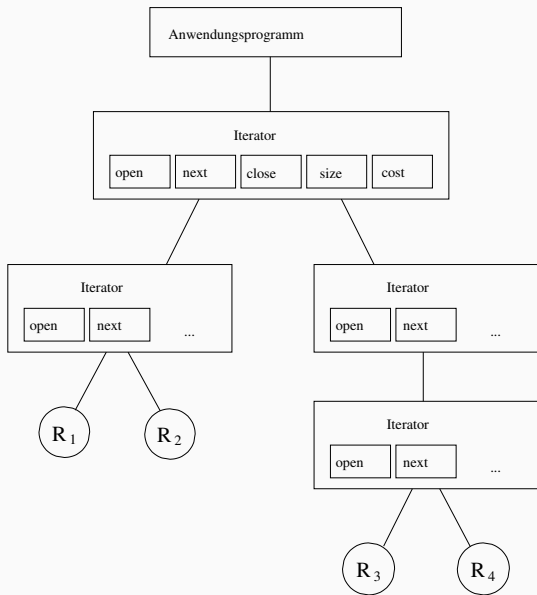 Anwendungsprogramm
Iterator
open next close size cost
Iterator
open next ...
Iterator
open next ...
R1 R2
Iterator
open next ...
R3 R4